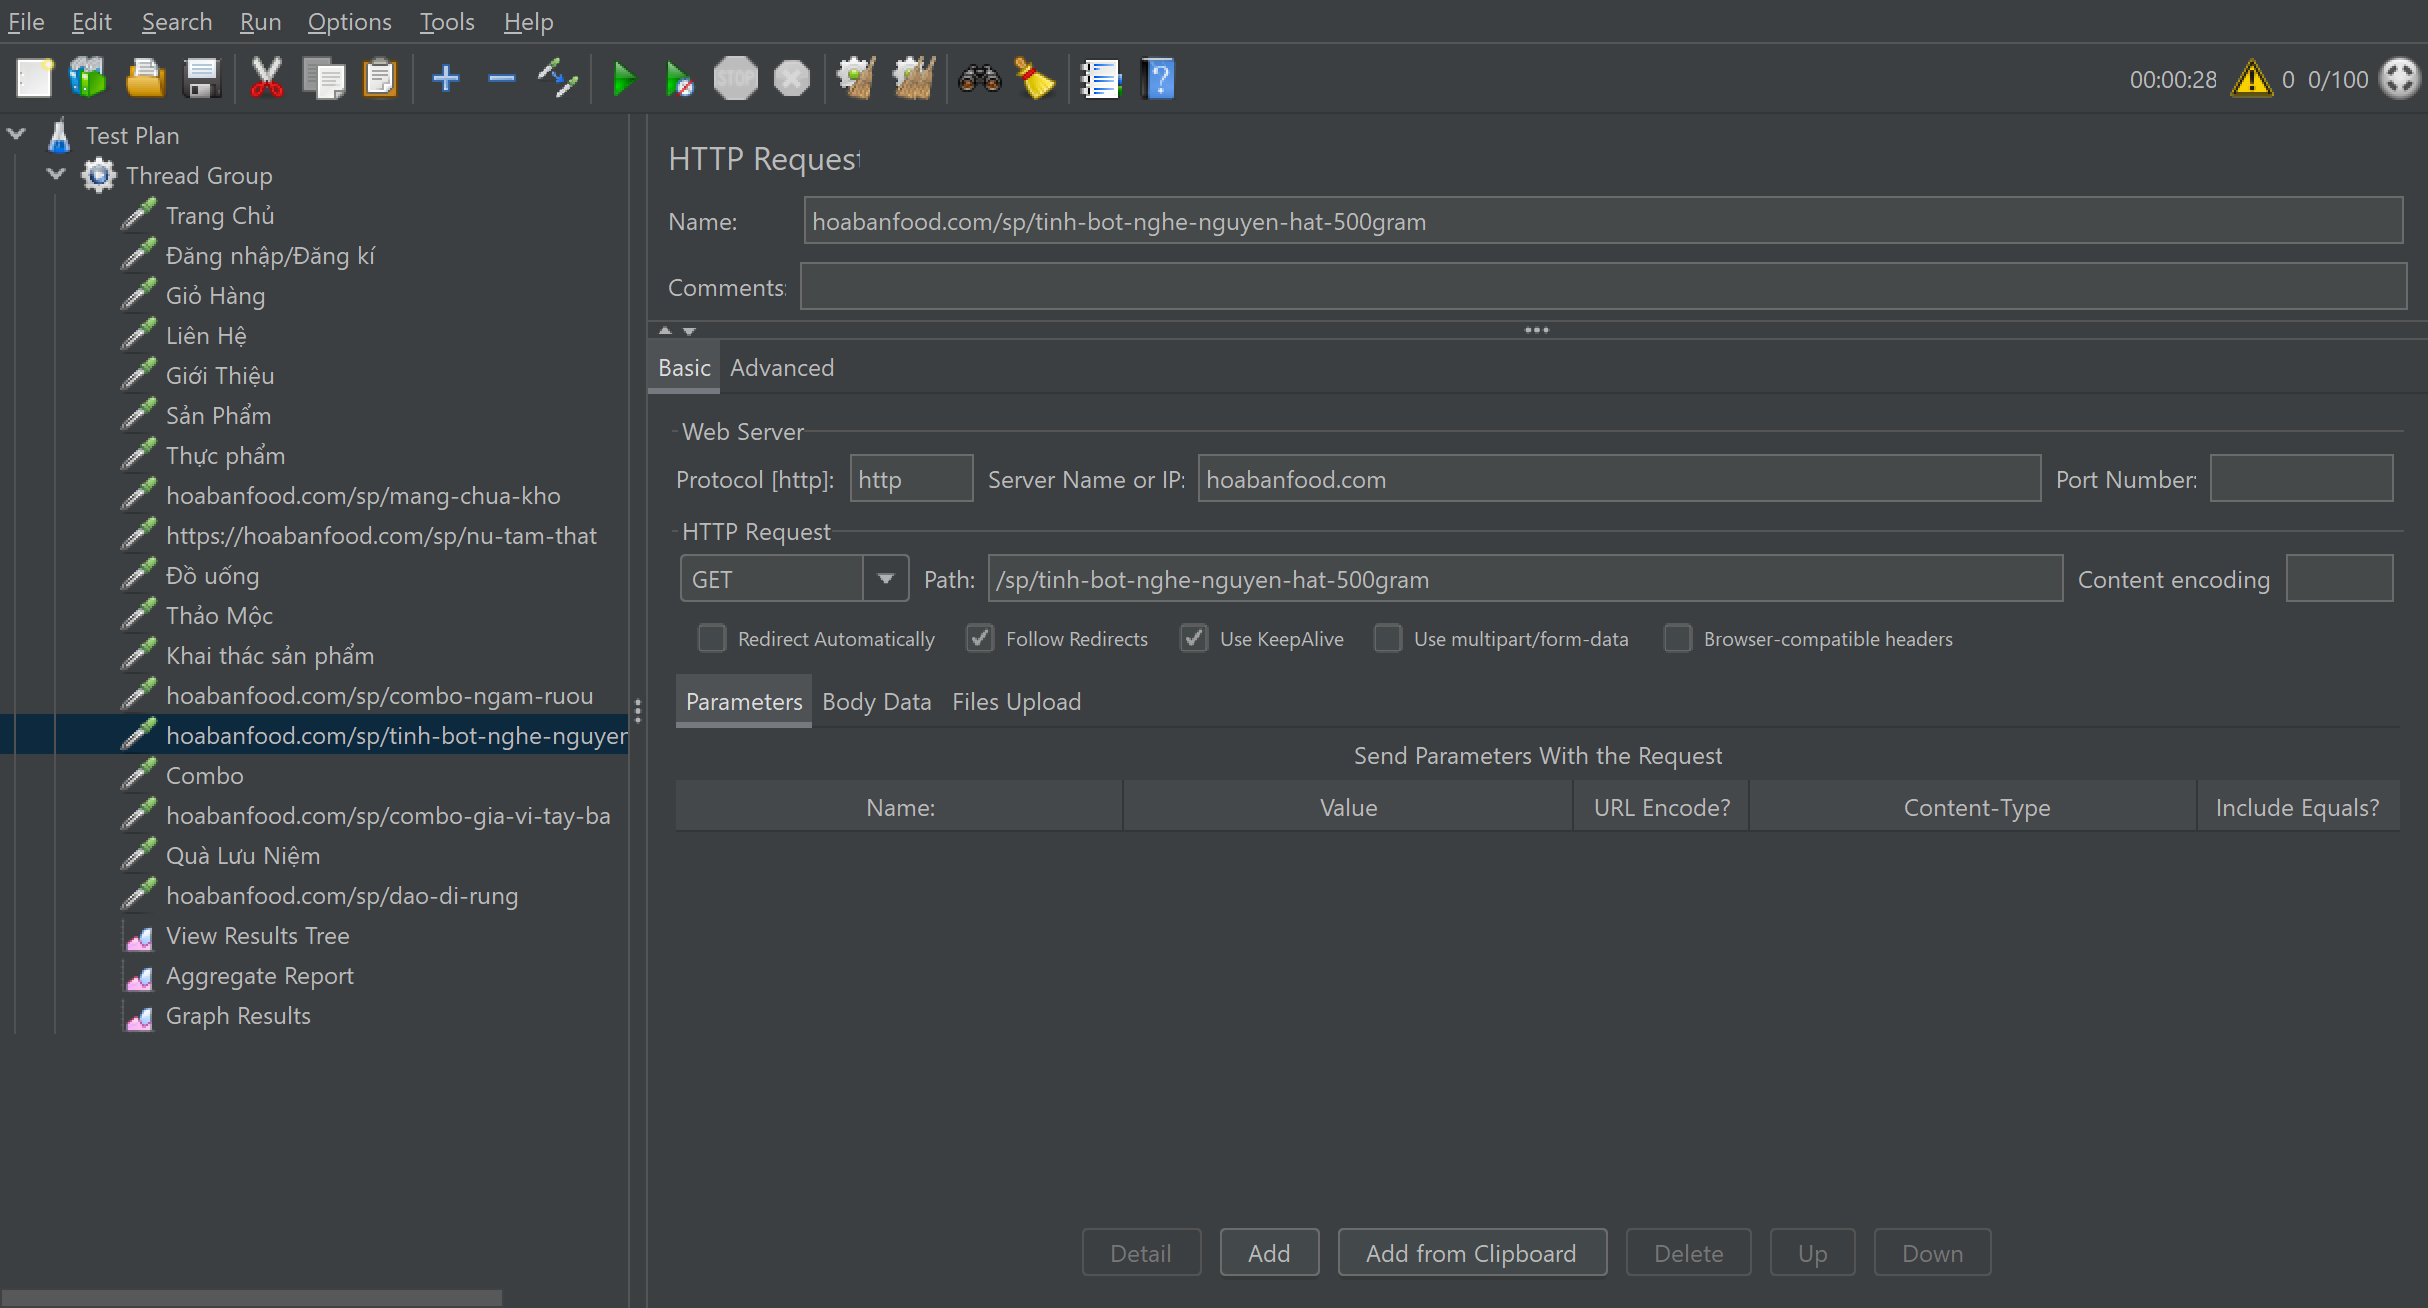 File Edit Search Run Options Tools Help
STOP
00:00:28 0 0/100
Test Plan
Thread Group
Trang Chủ
Đăng nhập/Đăng kí
Giỏ Hàng
Liên Hệ
Giới Thiệu
Sản Phẩm
Thực phẩm
hoabanfood.com/sp/mang-chua-kho
https://hoabanfood.com/sp/nu-tam-that
Đồ uống
Thảo Mộc
Khai thác sản phẩm
hoabanfood.com/sp/combo-ngam-ruou
hoabanfood.com/sp/tinh-bot-nghe-nguyen
Combo
hoabanfood.com/sp/combo-gia-vi-tay-ba
Quà Lưu Niệm
hoabanfood.com/sp/dao-di-rung
View Results Tree
Aggregate Report
Graph Results
HTTP Request
Name: hoabanfood.com/sp/tinh-bot-nghe-nguyen-hat-500gram
Comments:
Basic Advanced
Web Server
Protocol [http]: http Server Name or IP: hoabanfood.com Port Number:
HTTP Request
GET Path: /sp/tinh-bot-nghe-nguyen-hat-500gram Content encoding
Redirect Automatically Follow Redirects Use KeepAlive Use multipart/form-data Browser-compatible headers
Parameters Body Data Files Upload
Send Parameters With the Request
Name: Value URL Encode? Content-Type Include Equals?
Detail Add Add from Clipboard Delete Up Down